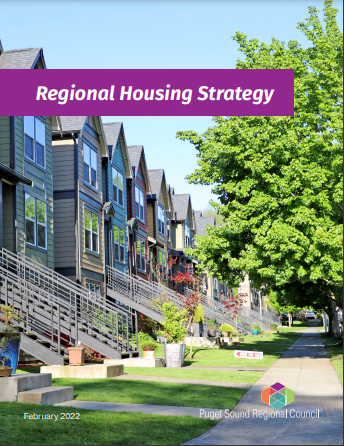 Regional Housing Strategy
February 2022
Puget Sound Regional Council